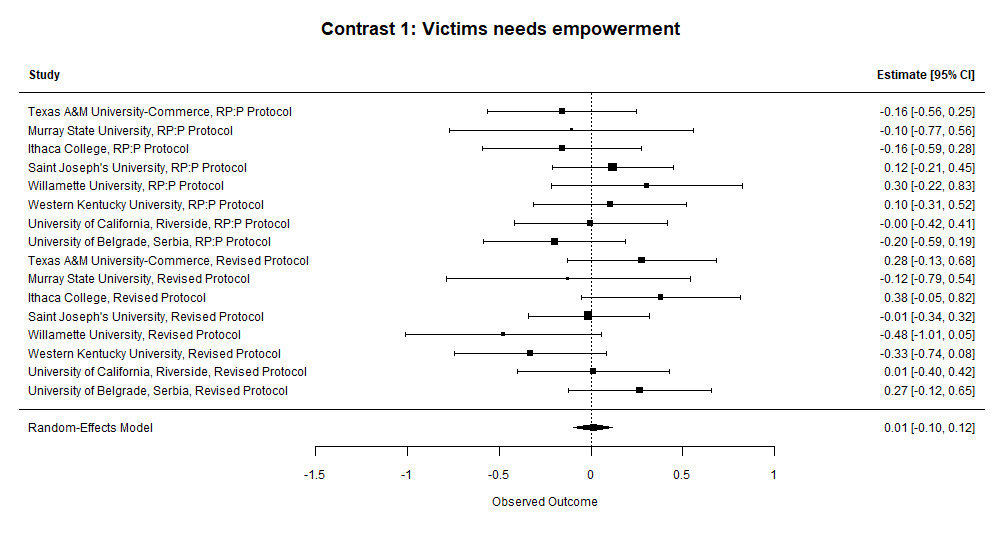 Contrast 1: Victims needs empowerment
Study Estimate [95% CI]
Texas A&M University-Commerce, RP:P Protocol -0.16 [-0.56, 0.25]
Murray State University, RP:P Protocol -0.10 [-0.77, 0.56]
Ithaca College, RP:P Protocol -0.16 [-0.59, 0.28]
Saint Joseph's University, RP:P Protocol 0.12 [-0.21, 0.45]
Willamette University, RP:P Protocol 0.30 [-0.22, 0.83]
Western Kentucky University, RP:P Protocol 0.10 [-0.31, 0.52]
University of California, Riverside, RP:P Protocol -0.00 [-0.42, 0.41]
University of Belgrade, Serbia, RP:P Protocol -0.20 [-0.59, 0.19]
Texas A&M University-Commerce, Revised Protocol 0.28 [-0.13, 0.68]
Murray State University, Revised Protocol -0.12 [-0.79, 0.54]
Ithaca College, Revised Protocol 0.38 [-0.05, 0.82]
Saint Joseph's University, Revised Protocol -0.01 [-0.34, 0.32]
Willamette University, Revised Protocol -0.48 [-1.01, 0.05]
Western Kentucky University, Revised Protocol -0.33 [-0.74, 0.08]
University of California, Riverside, Revised Protocol 0.01 [-0.40, 0.42]
University of Belgrade, Serbia, Revised Protocol 0.27 [-0.12, 0.65]
Random-Effects Model 0.01 [-0.10, 0.12]
-1.5 -1 -0.5 0 0.5 1
Observed Outcome